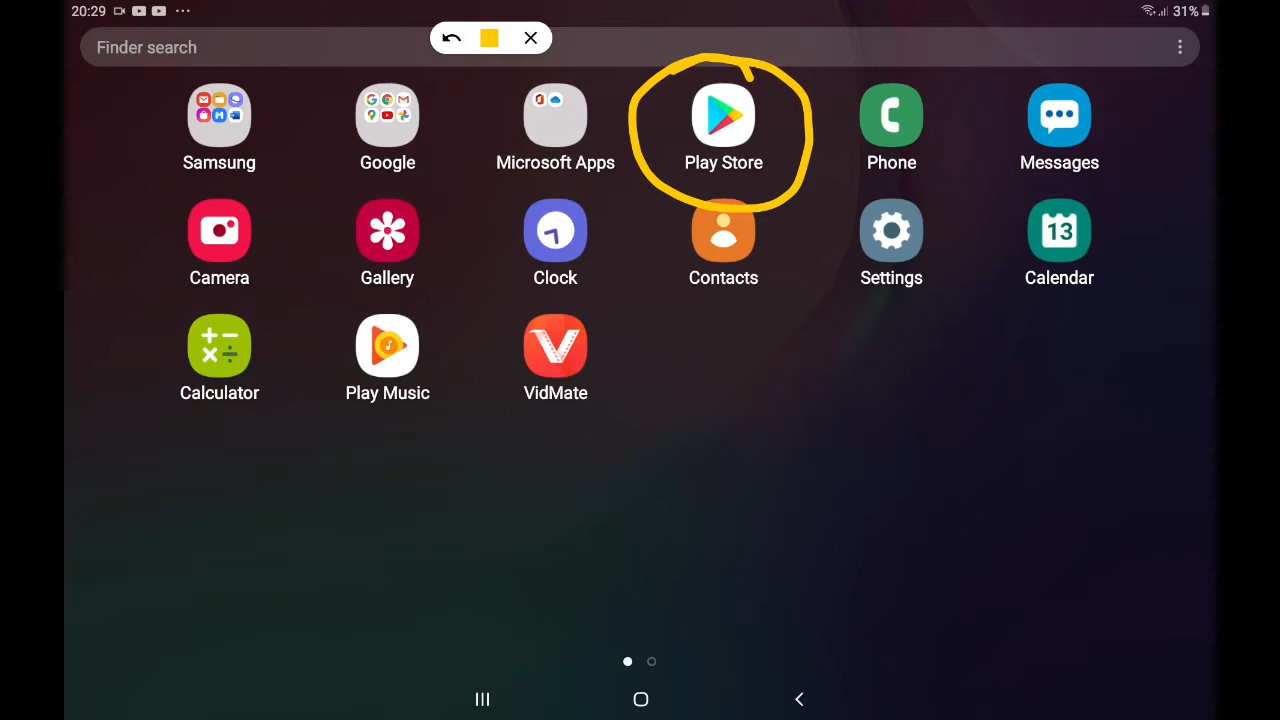 20:29 31%
Finder search
Samsung Google Microsoft Apps Play Store Phone Messages
13
Camera Gallery Clock Contacts Settings Calendar
Calculator Play Music VidMate